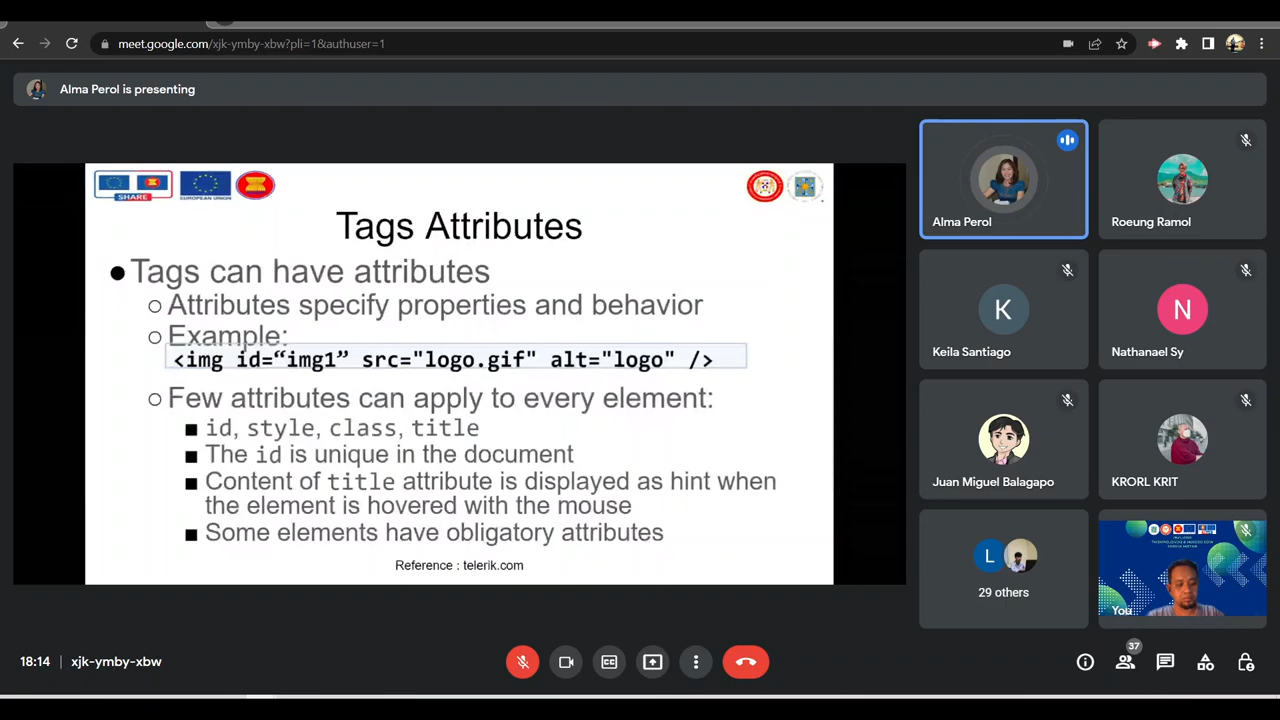 meet.google.com/xjk-ymby-xbw?pli=1&authuser=1
Alma Perol is presenting
SHARE
EUROPEAN UNION
Tags Attributes
● Tags can have attributes
○ Attributes specify properties and behavior
○ Example:
<img id=“img1” src="logo.gif" alt="logo" />
○ Few attributes can apply to every element:
■ id, style, class, title
■ The id is unique in the document
■ Content of title attribute is displayed as hint when
the element is hovered with the mouse
■ Some elements have obligatory attributes
Reference : telerik.com
Alma Perol
Roeung Ramol
K
Keila Santiago
N
Nathanael Sy
Juan Miguel Balagapo
KRORL KRIT
L
29 others
You
18:14
xjk-ymby-xbw
37